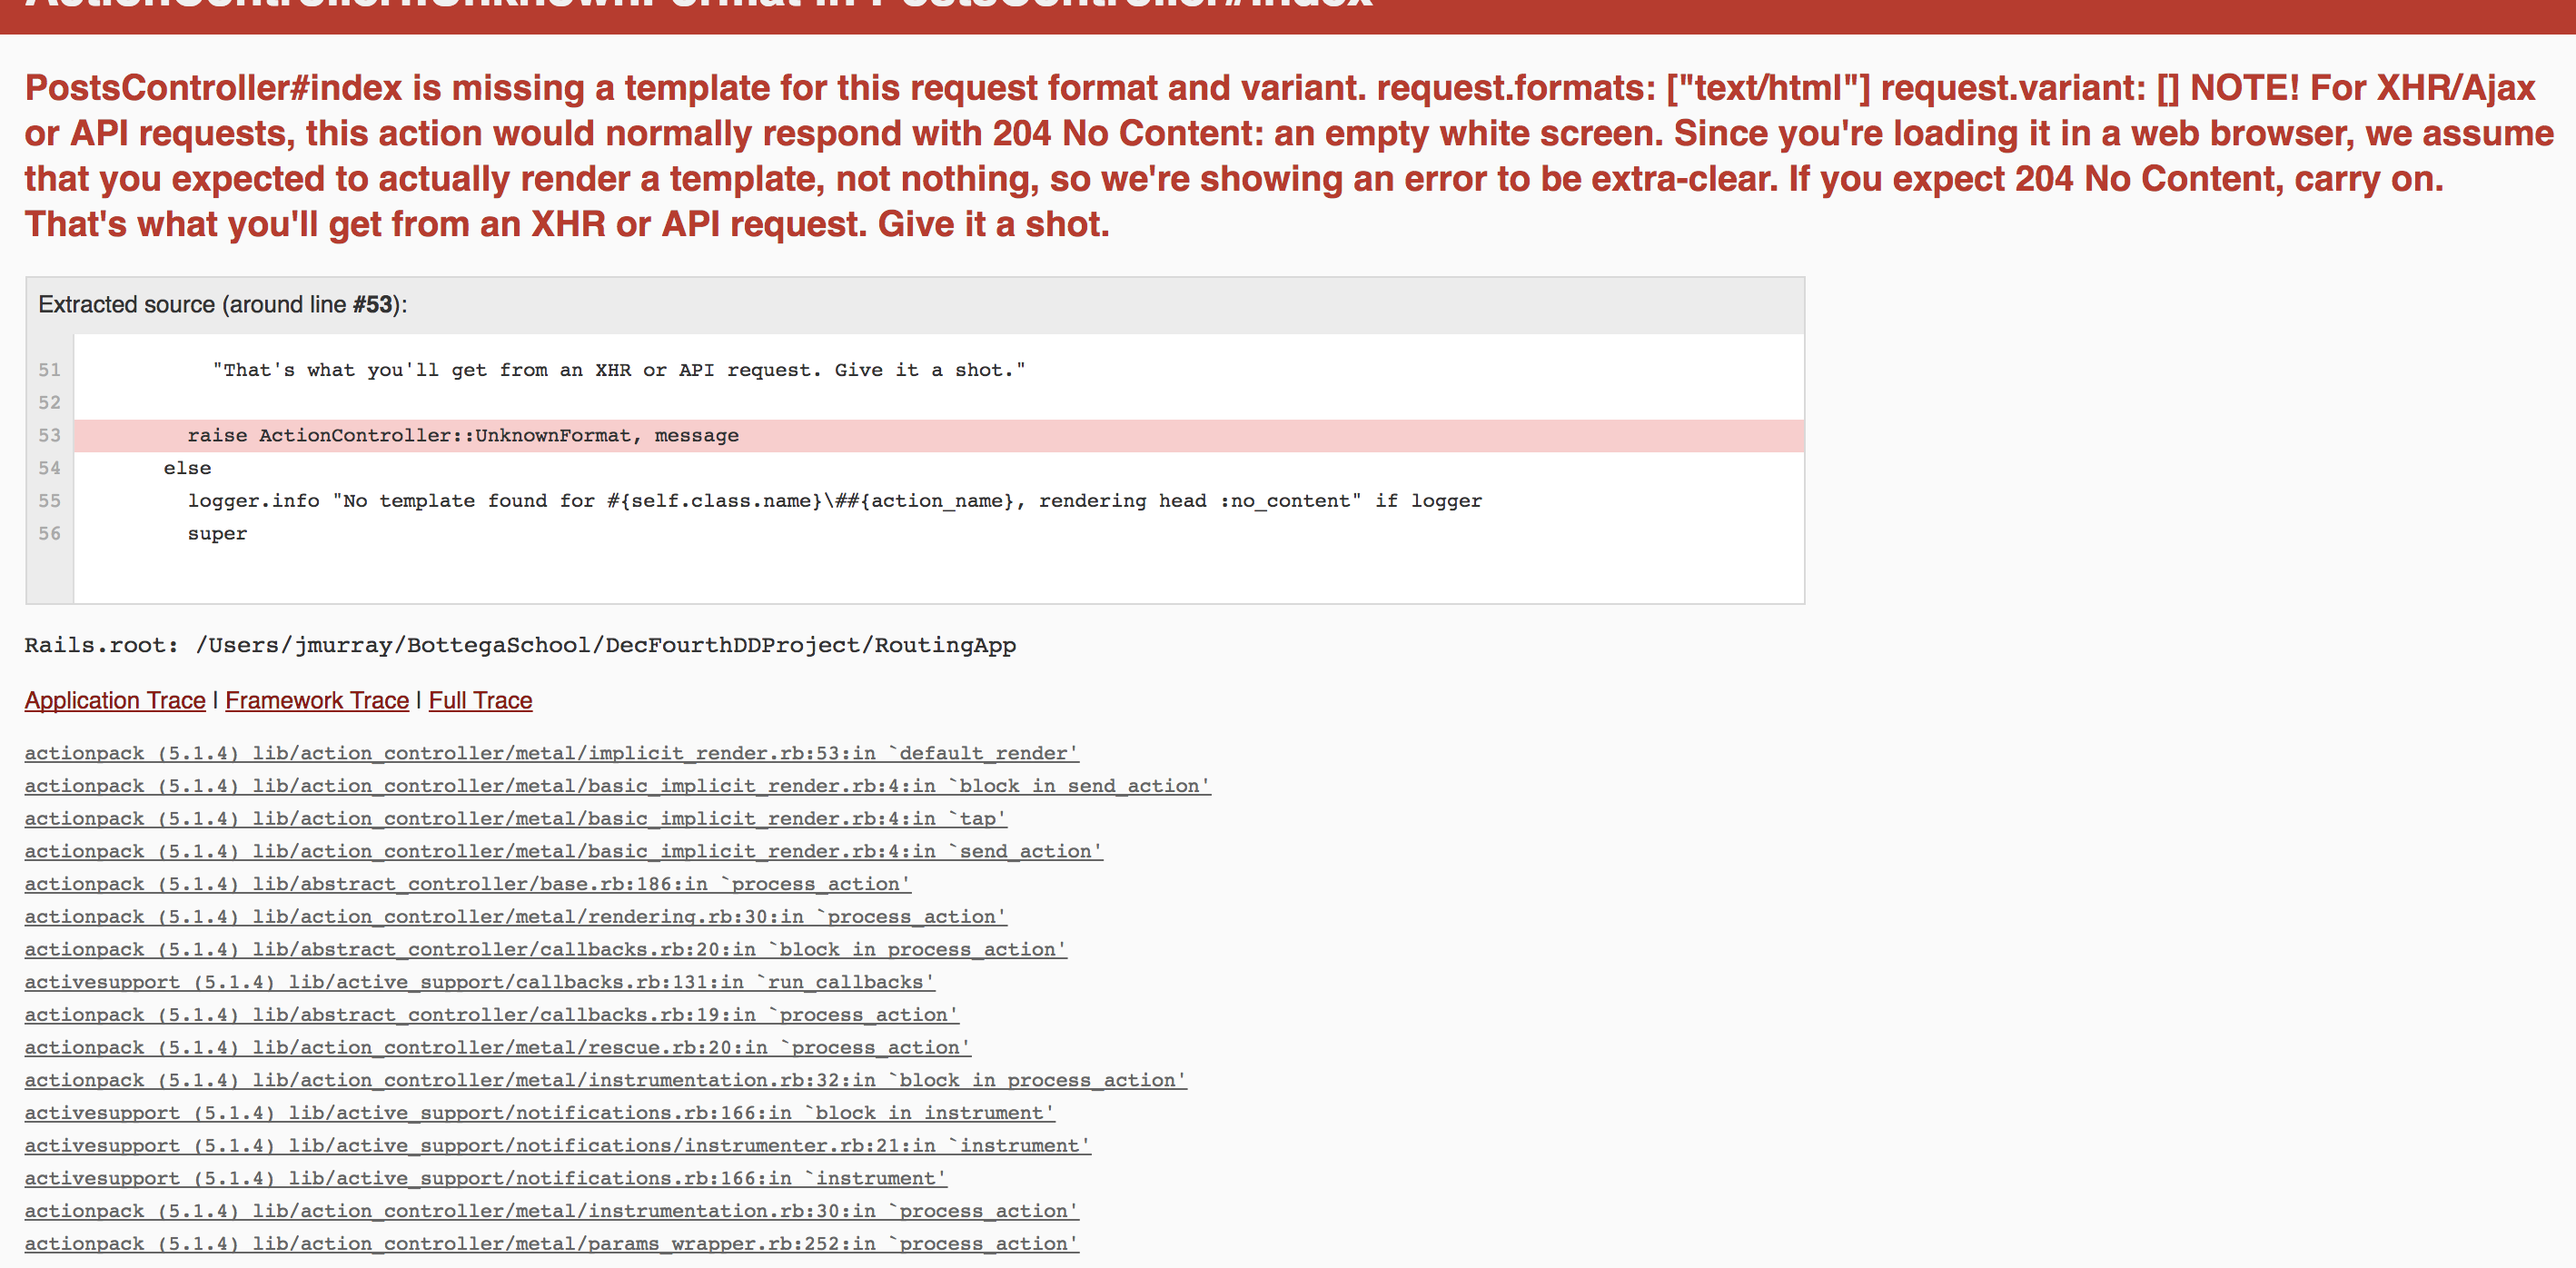 ActionController::UnknownFormat in PostsController#index
PostsController#index is missing a template for this request format and variant. request.formats: ["text/html"] request.variant: [] NOTE! For XHR/Ajax
or API requests, this action would normally respond with 204 No Content: an empty white screen. Since you're loading it in a web browser, we assume
that you expected to actually render a template, not nothing, so we're showing an error to be extra-clear. If you expect 204 No Content, carry on.
That's what you'll get from an XHR or API request. Give it a shot.
Extracted source (around line #53):
51 "That's what you'll get from an XHR or API request. Give it a shot."
52
53 raise ActionController::UnknownFormat, message
54 else
55 logger.info "No template found for #{self.class.name}\##{action_name}, rendering head :no_content" if logger
56 super
Rails.root: /Users/jmurray/BottegaSchool/DecFourthDDProject/RoutingApp
Application Trace | Framework Trace | Full Trace
actionpack (5.1.4) lib/action_controller/metal/implicit_render.rb:53:in `default_render'
actionpack (5.1.4) lib/action_controller/metal/basic_implicit_render.rb:4:in `block in send_action'
actionpack (5.1.4) lib/action_controller/metal/basic_implicit_render.rb:4:in `tap'
actionpack (5.1.4) lib/action_controller/metal/basic_implicit_render.rb:4:in `send_action'
actionpack (5.1.4) lib/abstract_controller/base.rb:186:in `process_action'
actionpack (5.1.4) lib/action_controller/metal/rendering.rb:30:in `process_action'
actionpack (5.1.4) lib/abstract_controller/callbacks.rb:20:in `block in process_action'
activesupport (5.1.4) lib/active_support/callbacks.rb:131:in `run_callbacks'
actionpack (5.1.4) lib/abstract_controller/callbacks.rb:19:in `process_action'
actionpack (5.1.4) lib/action_controller/metal/rescue.rb:20:in `process_action'
actionpack (5.1.4) lib/action_controller/metal/instrumentation.rb:32:in `block in process_action'
activesupport (5.1.4) lib/active_support/notifications.rb:166:in `block in instrument'
activesupport (5.1.4) lib/active_support/notifications/instrumenter.rb:21:in `instrument'
activesupport (5.1.4) lib/active_support/notifications.rb:166:in `instrument'
actionpack (5.1.4) lib/action_controller/metal/instrumentation.rb:30:in `process_action'
actionpack (5.1.4) lib/action_controller/metal/params_wrapper.rb:252:in `process_action'